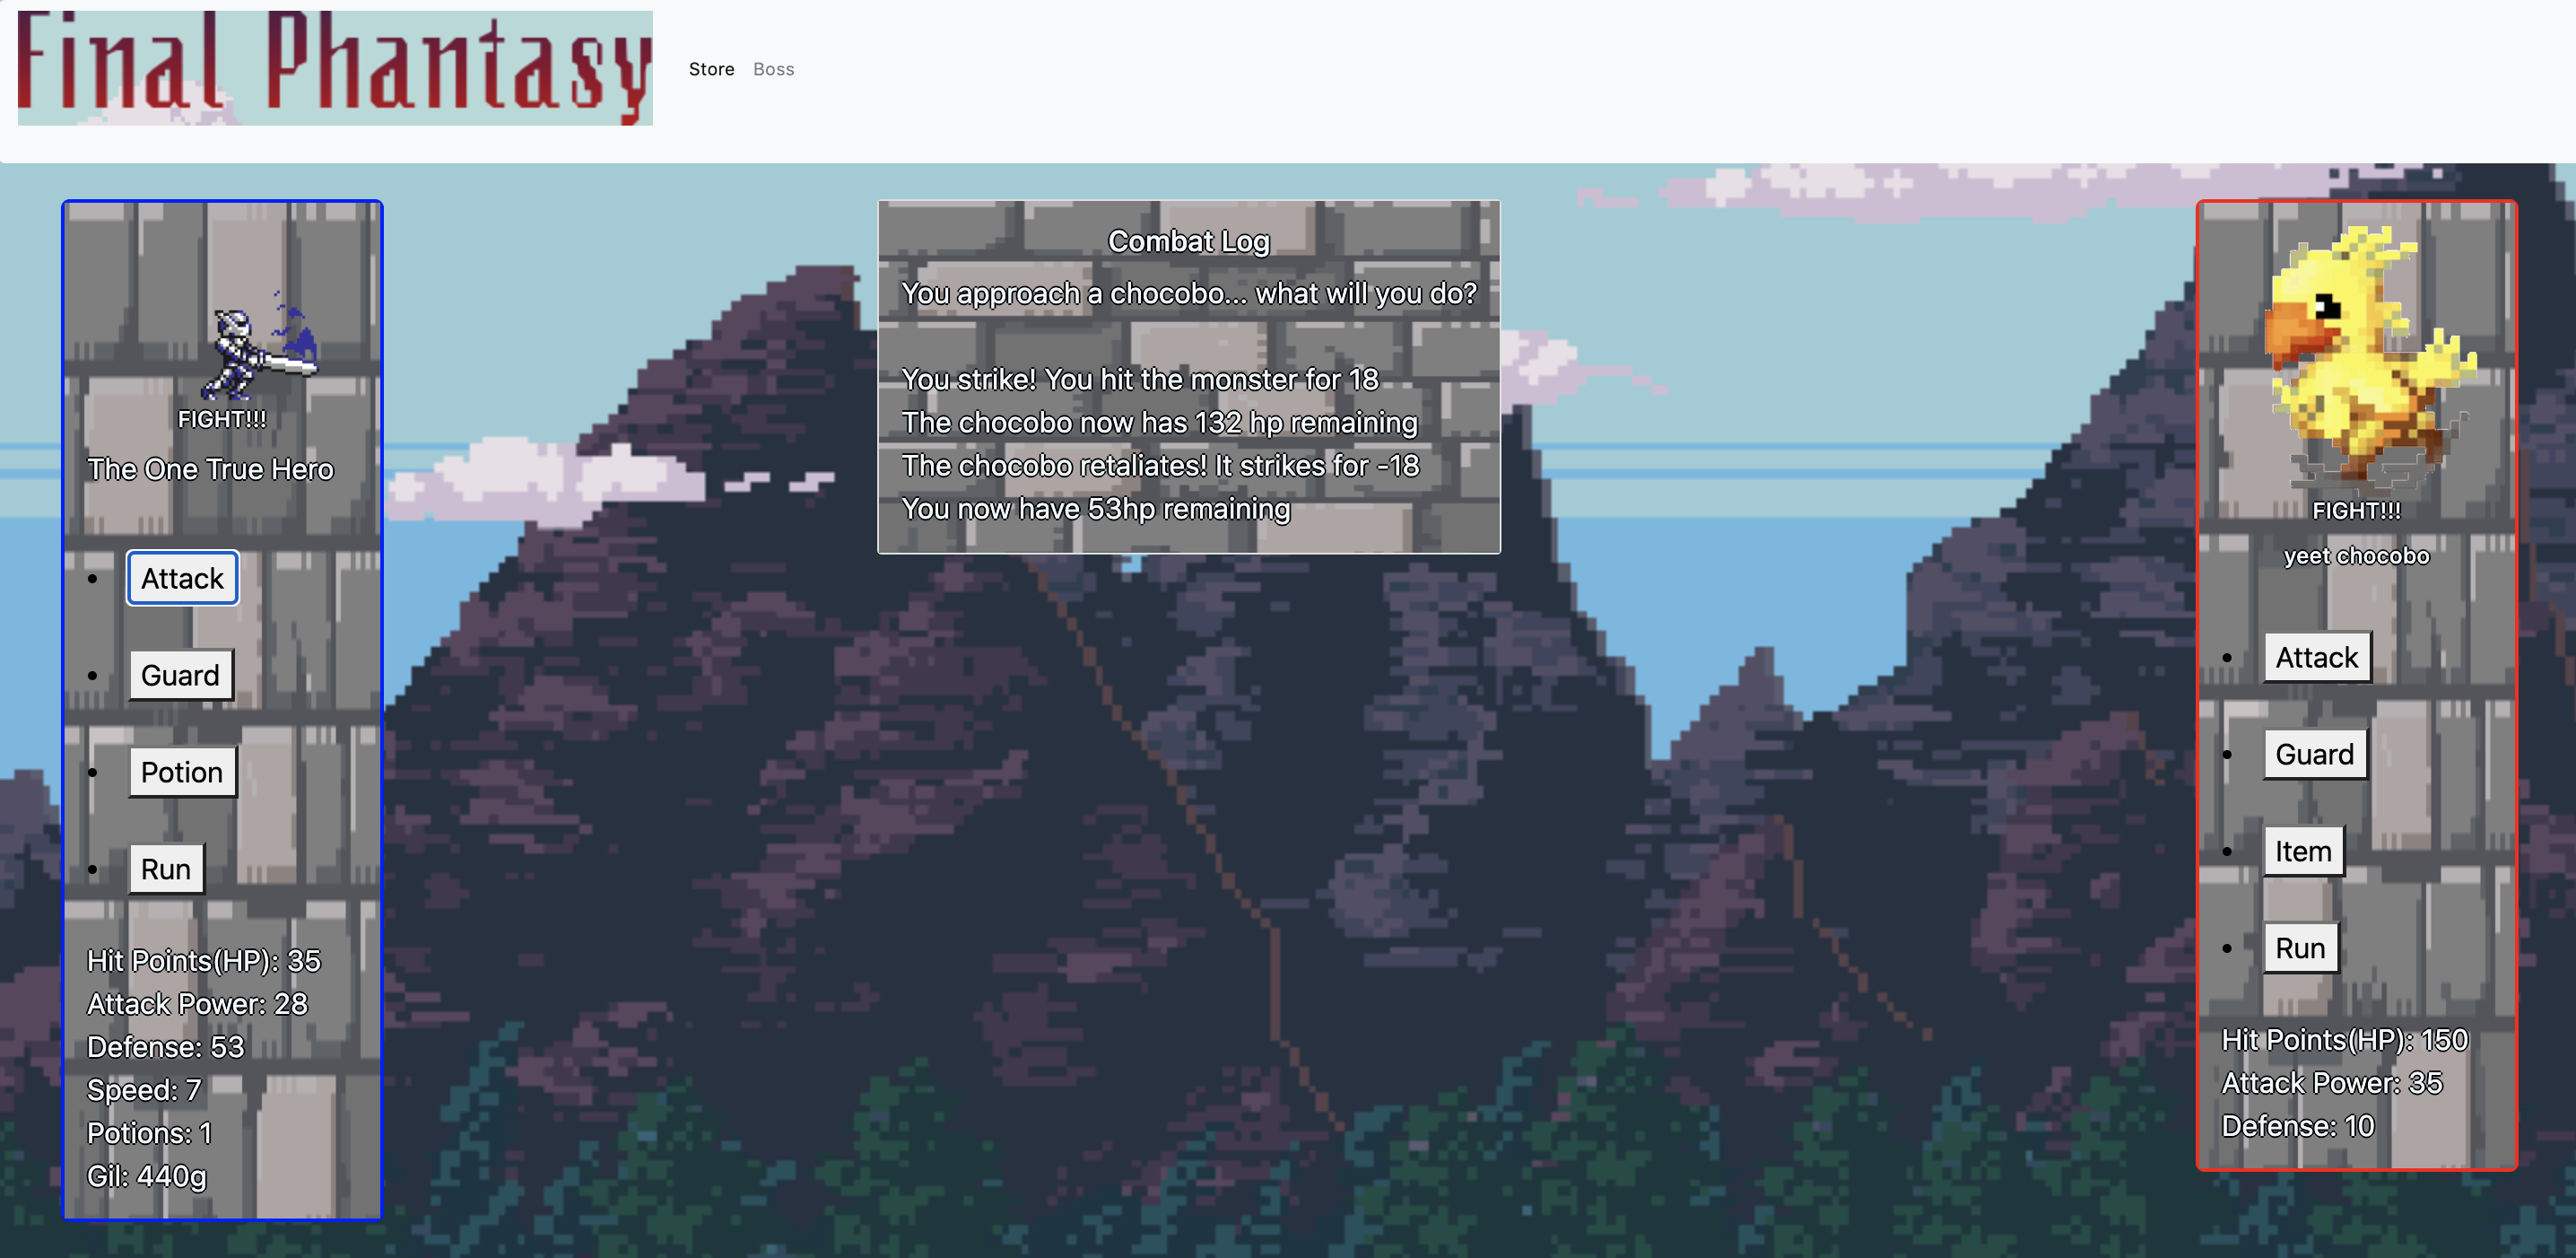 Final Phantasy
Store Boss
FIGHT!!!
The One True Hero
Attack
Guard
Potion
Run
Hit Points(HP): 35
Attack Power: 28
Defense: 53
Speed: 7
Potions: 1
Gil: 440g
Combat Log
You approach a chocobo... what will you do?
You strike! You hit the monster for 18
The chocobo now has 132 hp remaining
The chocobo retaliates! It strikes for -18
You now have 53hp remaining
FIGHT!!!
yeet chocobo
Attack
Guard
Item
Run
Hit Points(HP): 150
Attack Power: 35
Defense: 10